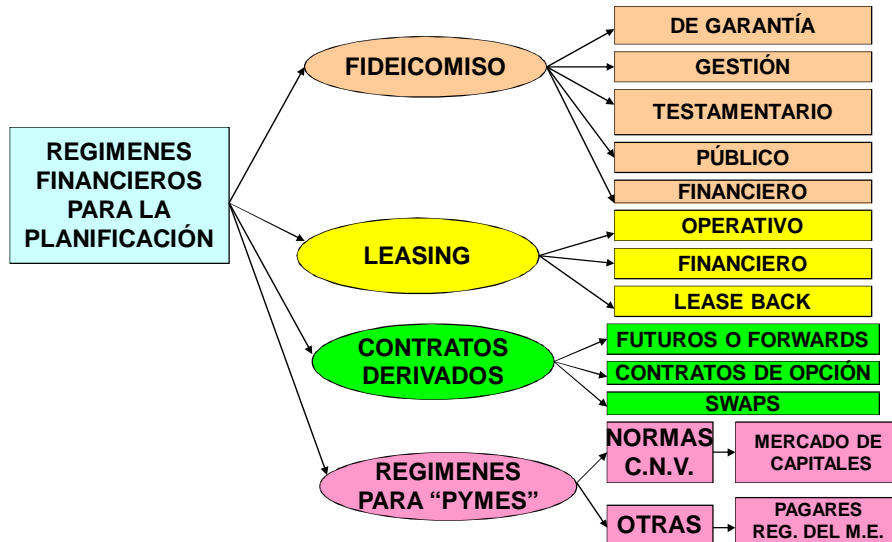 REGIMENES
FINANCIEROS
PARA LA
PLANIFICACIÓN
FIDEICOMISO
DE GARANTÍA
GESTIÓN
TESTAMENTARIO
PÚBLICO
FINANCIERO
LEASING
OPERATIVO
FINANCIERO
LEASE BACK
CONTRATOS
DERIVADOS
FUTUROS O FORWARDS
CONTRATOS DE OPCIÓN
SWAPS
REGIMENES
PARA “PYMES”
NORMAS
C.N.V.
MERCADO DE
CAPITALES
OTRAS
PAGARES
REG. DEL M.E.